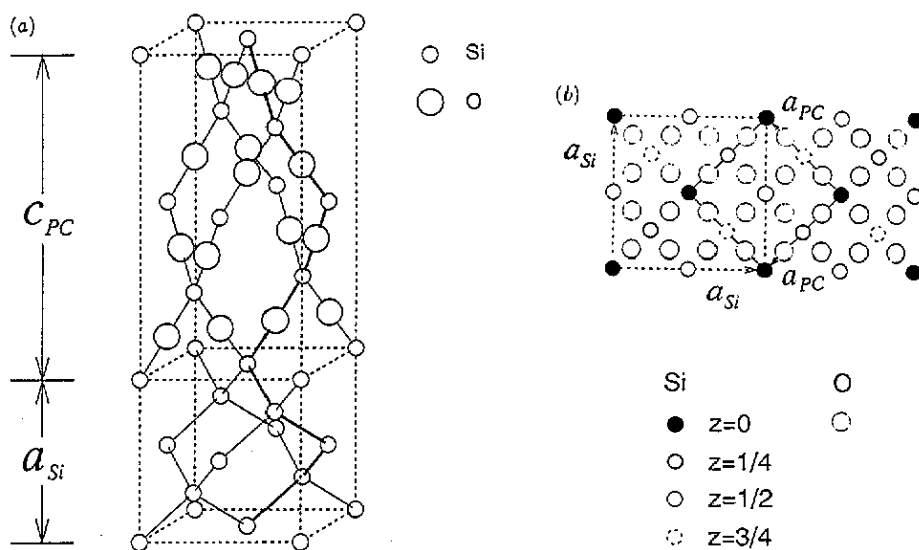 (a)
Si
O
c_PC
a_Si
(b)
a_PC
a_Si
a_Si
a_PC
Si O
z=0
z=1/4
z=1/2
z=3/4